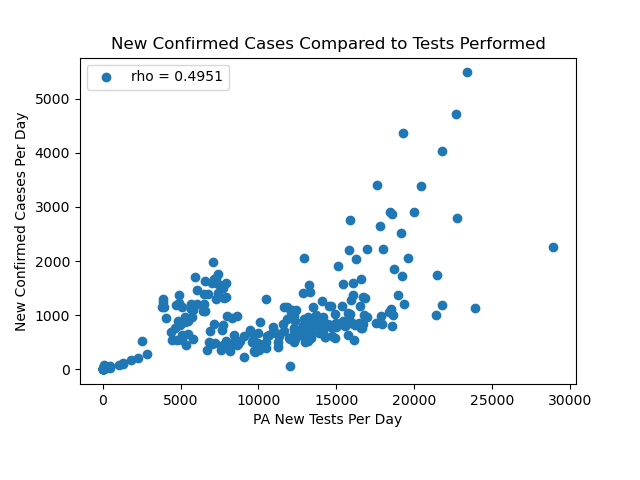 New Confirmed Cases Compared to Tests Performed
rho = 0.4951
New Confirmed Caeses Per Day
5000
4000
3000
2000
1000
0
0 5000 10000 15000 20000 25000 30000
PA New Tests Per Day